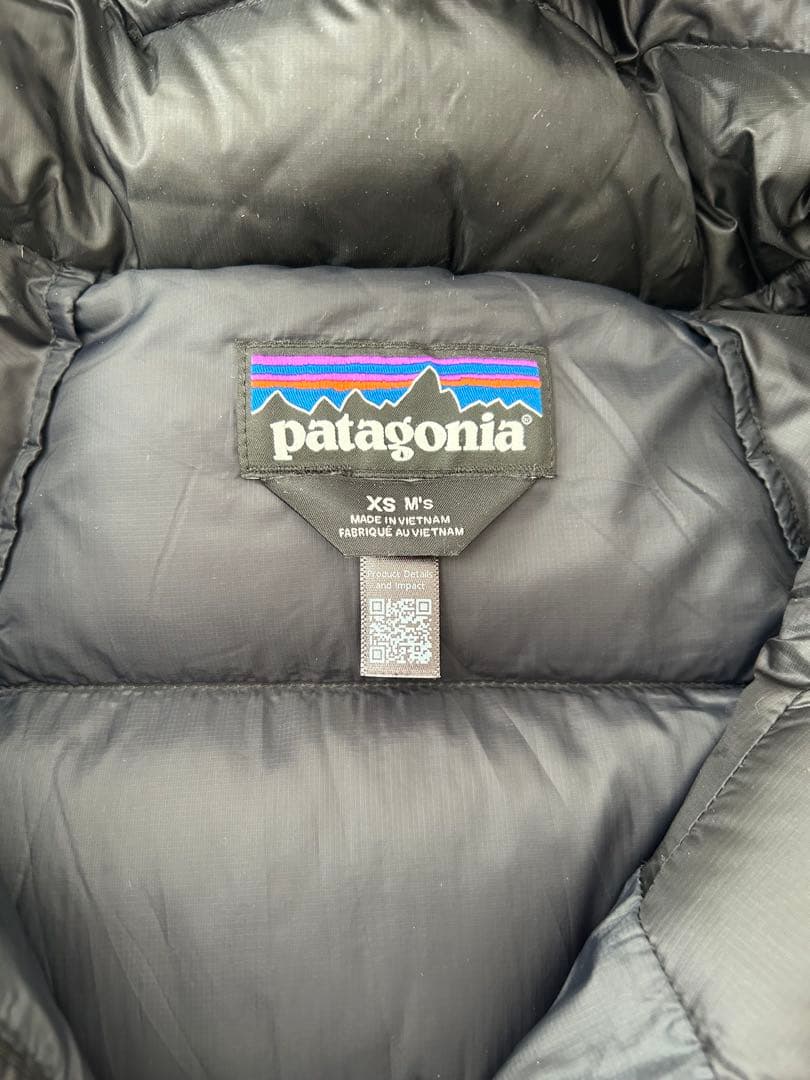 patagonia®
XS M's
MADE IN VIETNAM
FABRIQUÉ AU VIETNAM
Product Details
and Impact